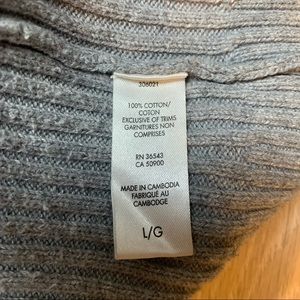 306021
100% COTTON/
COTON
EXCLUSIVE OF TRIMS
GARNITURES NON
COMPRISES
RN 36543
CA 50900
MADE IN CAMBODIA
FABRIQUÉ AU
CAMBODGE
L/G